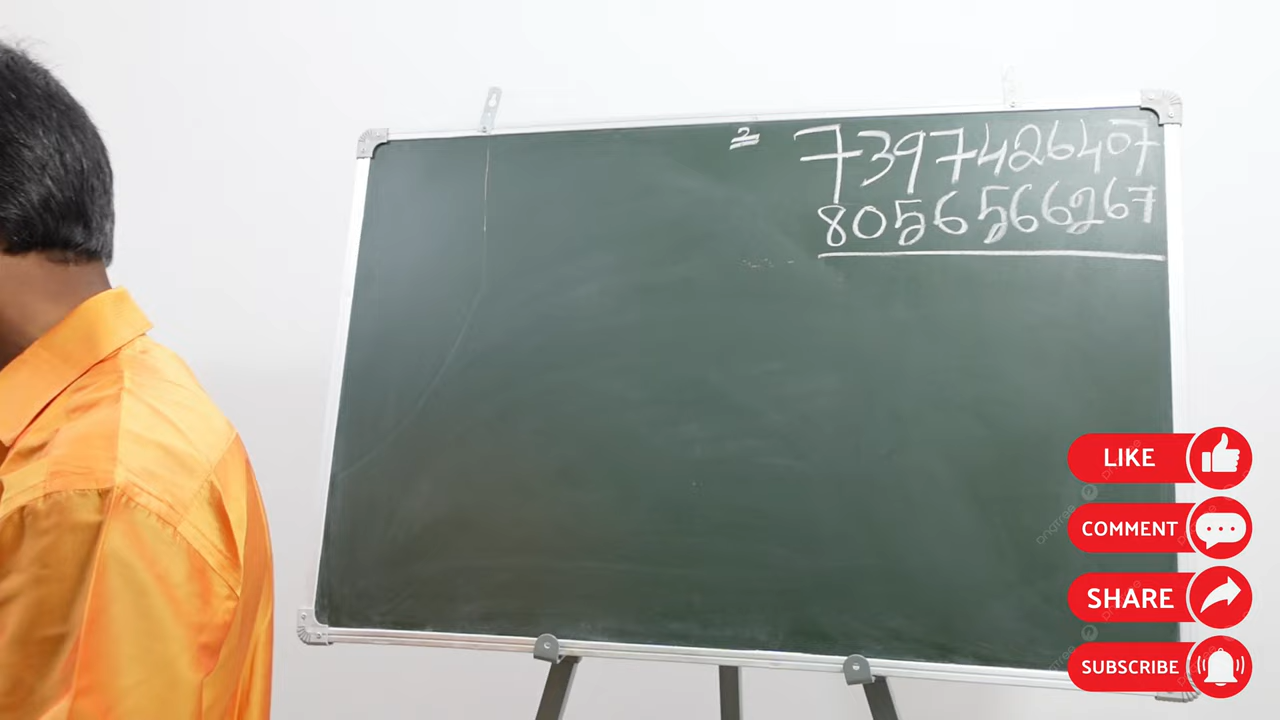 = 7397426407
8056566267
LIKE
COMMENT
SHARE
SUBSCRIBE